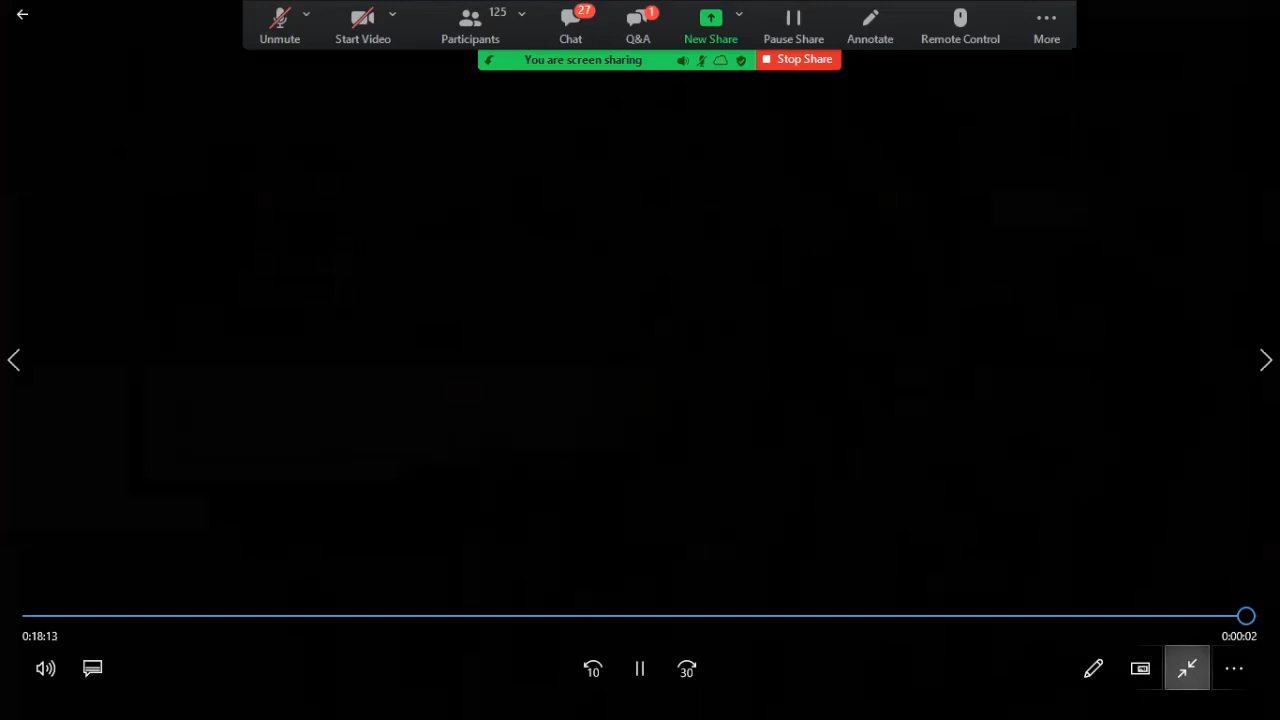 125
27
1
Unmute
Start Video
Participants
Chat
Q&A
New Share
Pause Share
Annotate
Remote Control
More
You are screen sharing
Stop Share
0:18:13
0:00:02
10
30